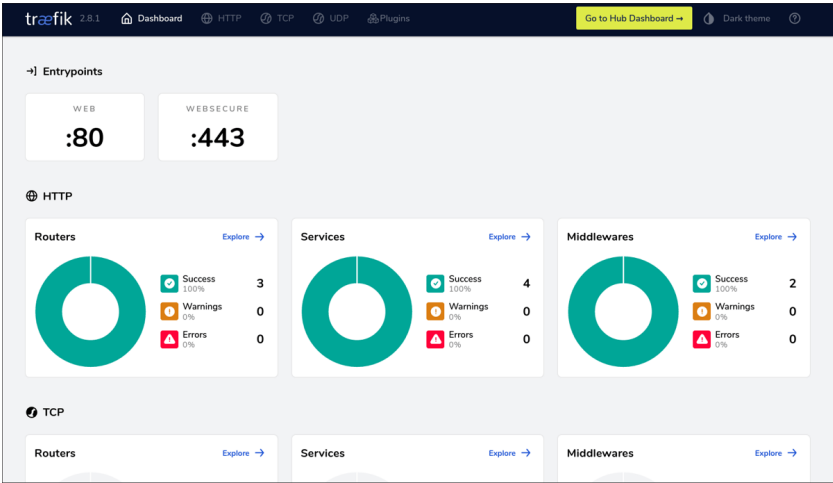 træfik 2.8.1 Dashboard HTTP TCP UDP Plugins Go to Hub Dashboard → Dark theme
→] Entrypoints
WEB WEBSECURE
:80 :443
HTTP
Routers Explore → Services Explore → Middlewares Explore →
Success 3 Success 4 Success 2
100% 100% 100%
Warnings 0 Warnings 0 Warnings 0
0% 0% 0%
Errors 0 Errors 0 Errors 0
0% 0% 0%
TCP
Routers Explore → Services Explore → Middlewares Explore →